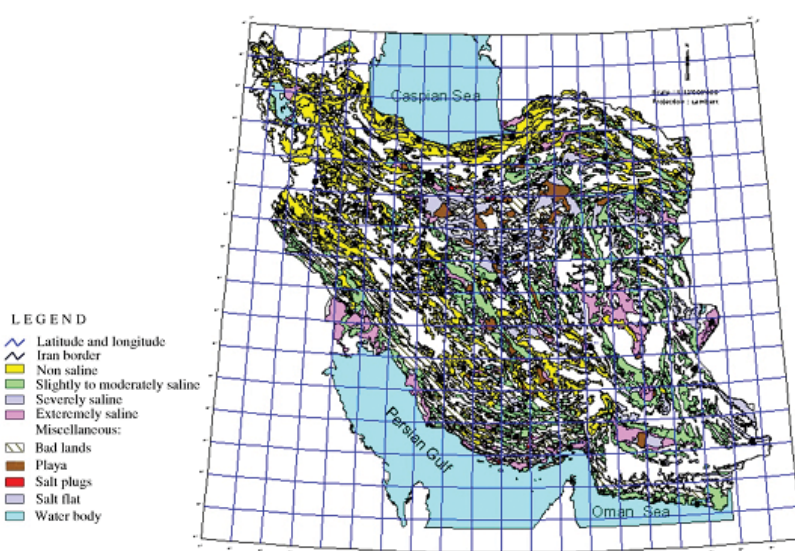 Caspian Sea
Persian Gulf
Oman Sea
LEGEND
Latitude and longitude
Iran border
Non saline
Slightly to moderately saline
Severely saline
Exteremely saline
Miscellaneous:
Bad lands
Playa
Salt plugs
Salt flat
Water body